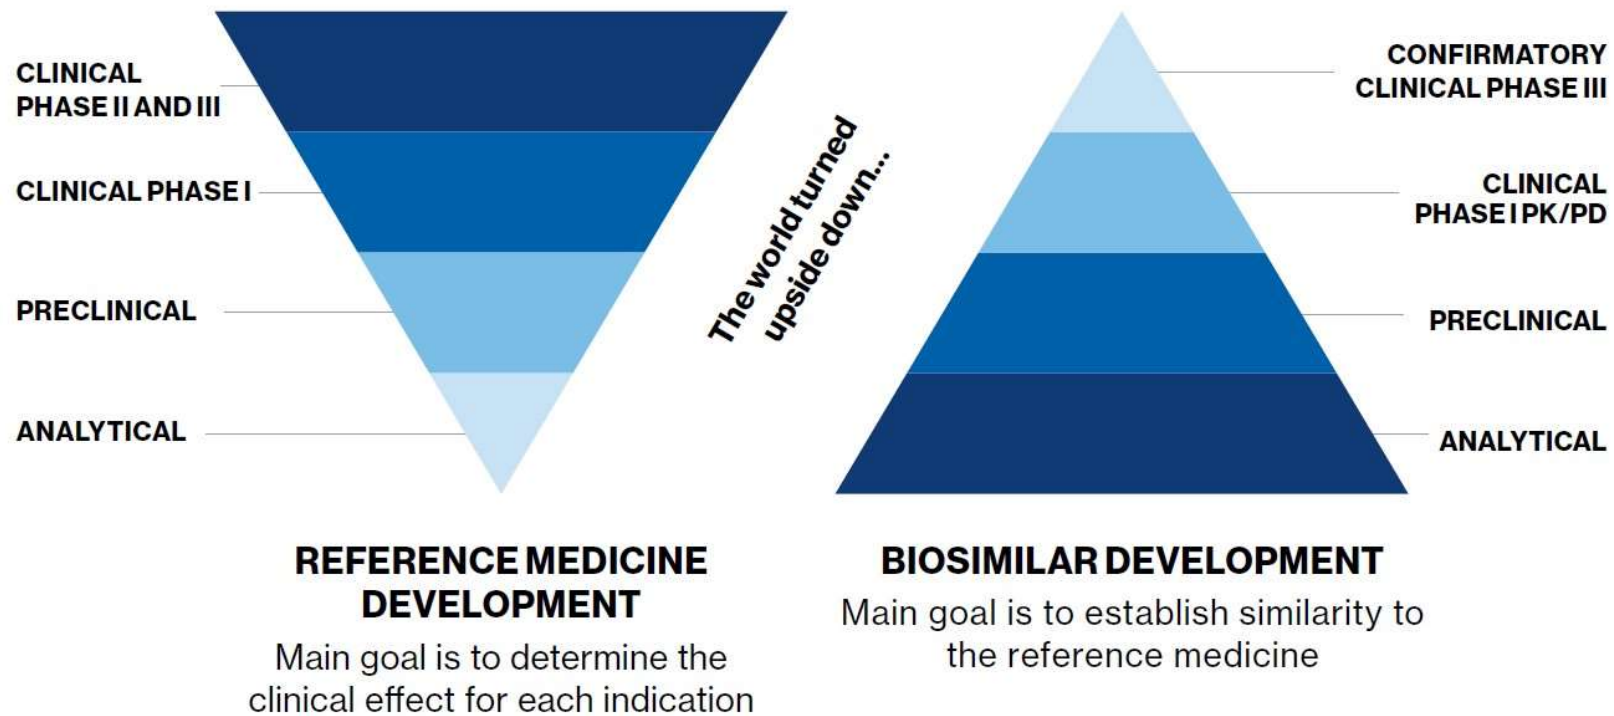 CLINICAL
PHASE II AND III
CLINICAL PHASE I
PRECLINICAL
ANALYTICAL
The world turned
upside down...
CONFIRMATORY
CLINICAL PHASE III
CLINICAL
PHASE I PK/PD
PRECLINICAL
ANALYTICAL
REFERENCE MEDICINE
DEVELOPMENT
Main goal is to determine the
clinical effect for each indication
BIOSIMILAR DEVELOPMENT
Main goal is to establish similarity to
the reference medicine